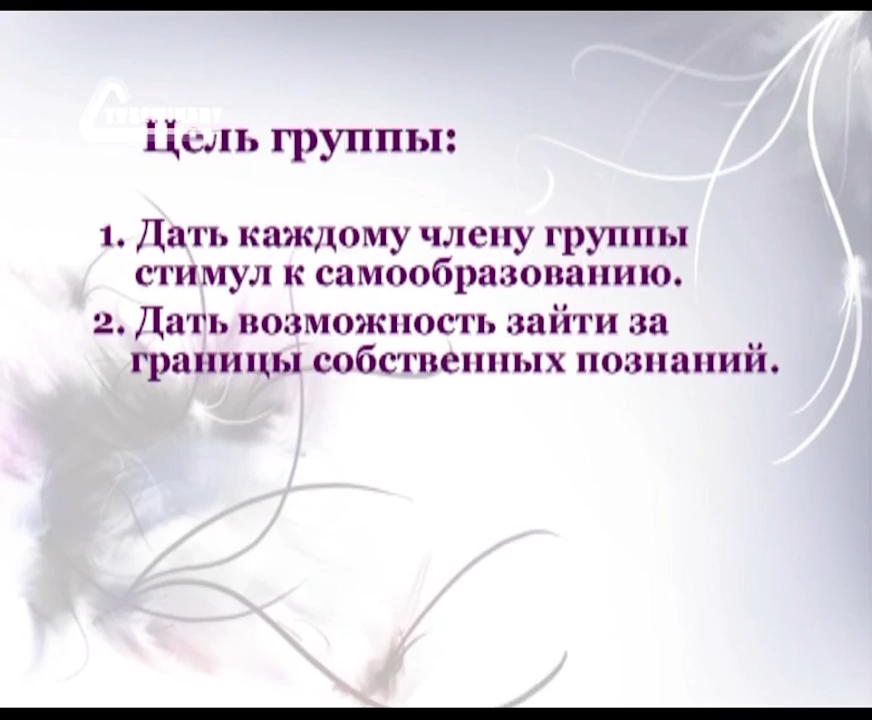 Цель группы:
1. Дать каждому члену группы
стимул к самообразованию.
2. Дать возможность зайти за
границы собственных познаний.